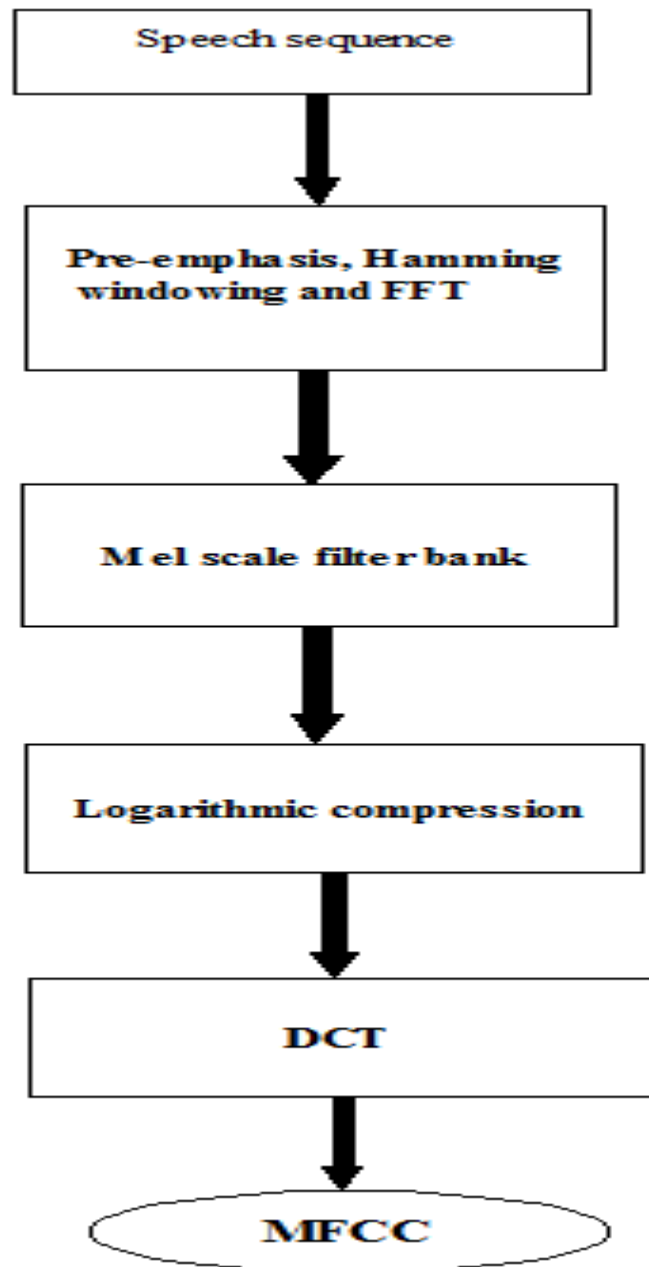 Speech sequence
Pre-emphasis, Hamming
windowing and FFT
Mel scale filter bank
Logarithmic compression
DCT
MFCC